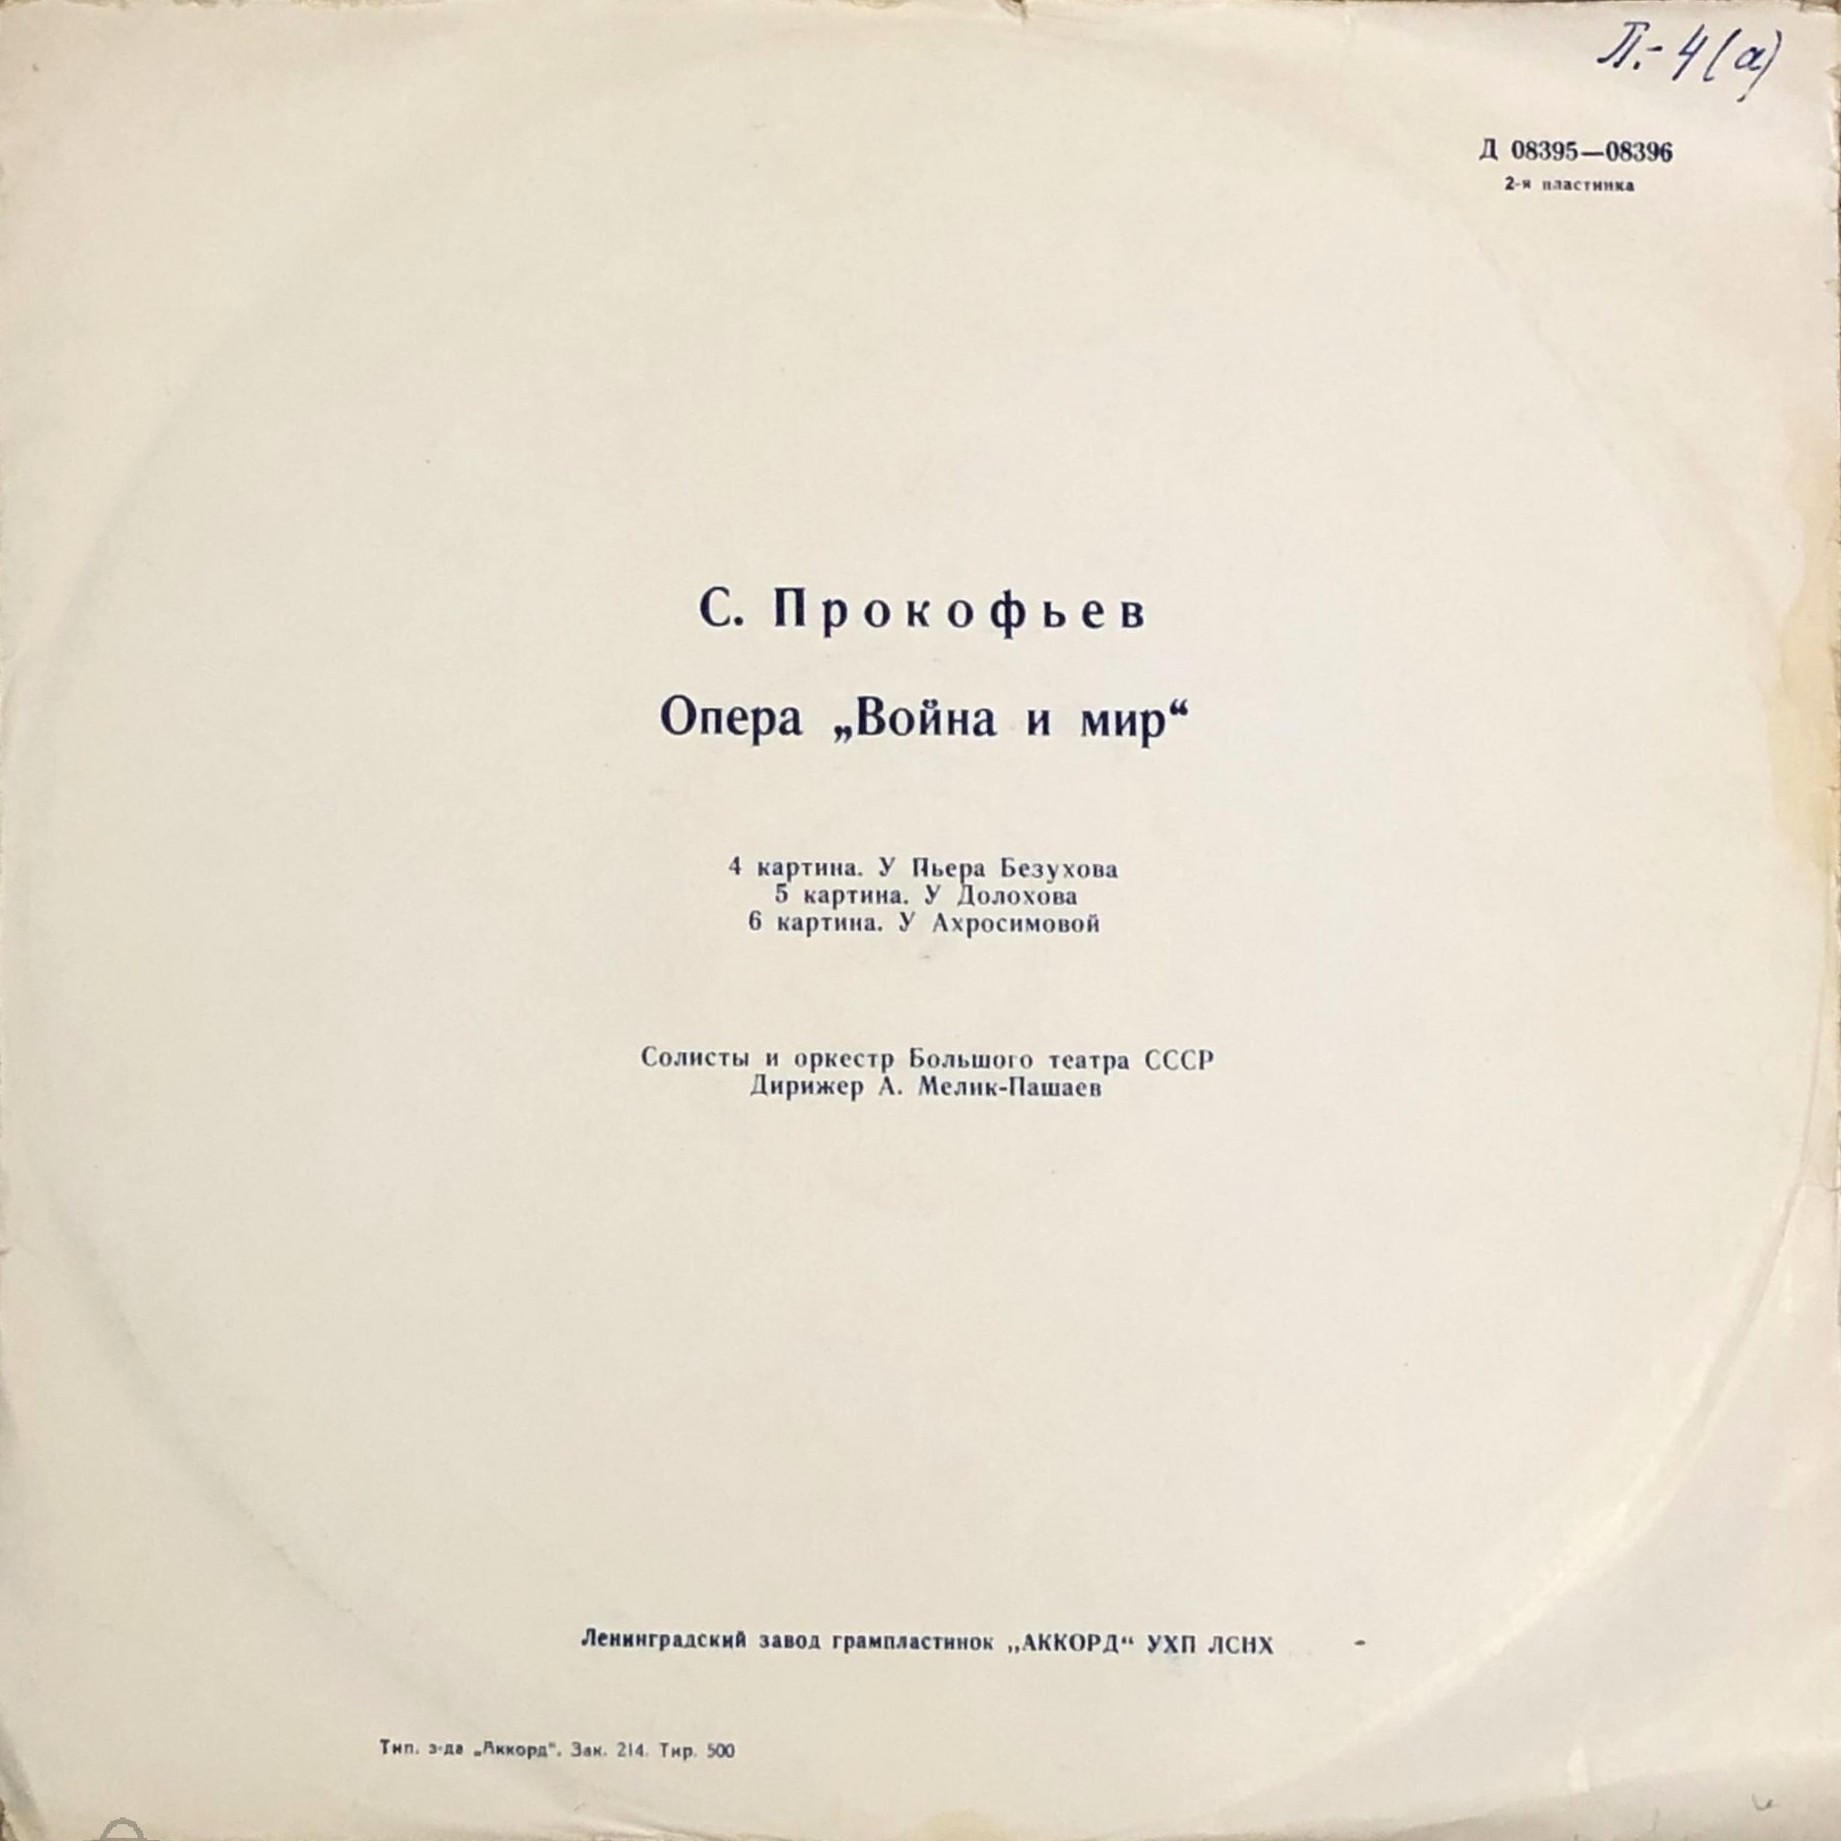 П.- 4 (а)
Д 08395—08396
2-я пластинка
С. Прокофьев
Опера „Война и мир“
4 картина. У Пьера Безухова
5 картина. У Долохова
6 картина. У Ахросимовой
Солисты и оркестр Большого театра СССР
Дирижер А. Мелик-Пашаев
Ленинградский завод грампластинок „АККОРД“ УХП ЛСНХ
Тип. з-да „Аккорд“. Зак. 214. Тир. 500